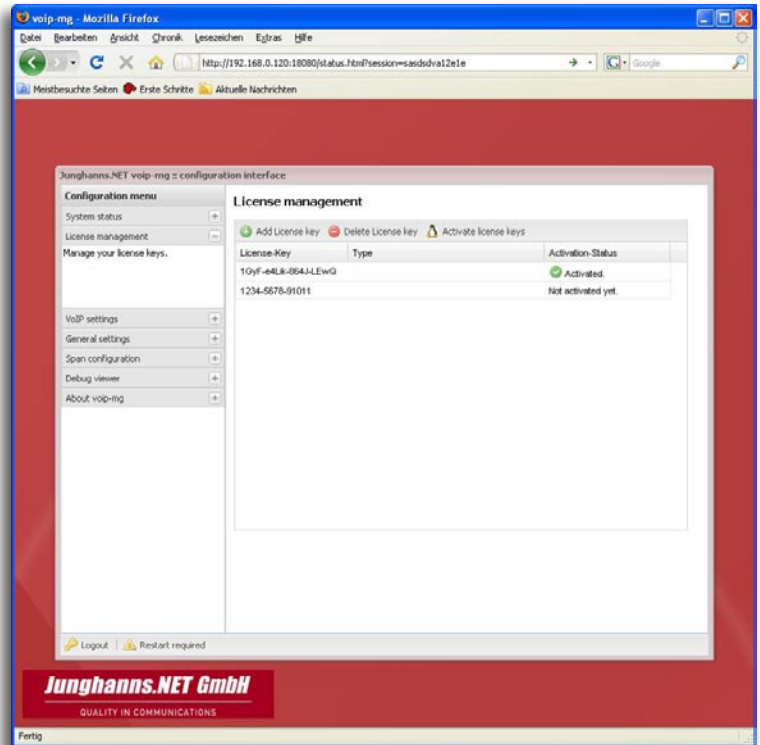 voip-mg - Mozilla Firefox
Datei Bearbeiten Ansicht Chronik Lesezeichen Extras Hilfe
http://192.168.0.120:18080/status.html?session=sasdsdva12e1e
Google
Meistbesuchte Seiten Erste Schritte Aktuelle Nachrichten
Junghanns.NET voip-mg :: configuration interface
Configuration menu
System status
License management
Manage your license keys.
VoIP settings
General settings
Span configuration
Debug viewer
About voip-mg
License management
Add License key Delete License key Activate license keys
License-Key Type Activation-Status
1GyF-e4Lik-864J-LEwQ Activated.
1234-5678-91011 Not activated yet.
Logout Restart required
Junghanns.NET GmbH
QUALITY IN COMMUNICATIONS
Fertig